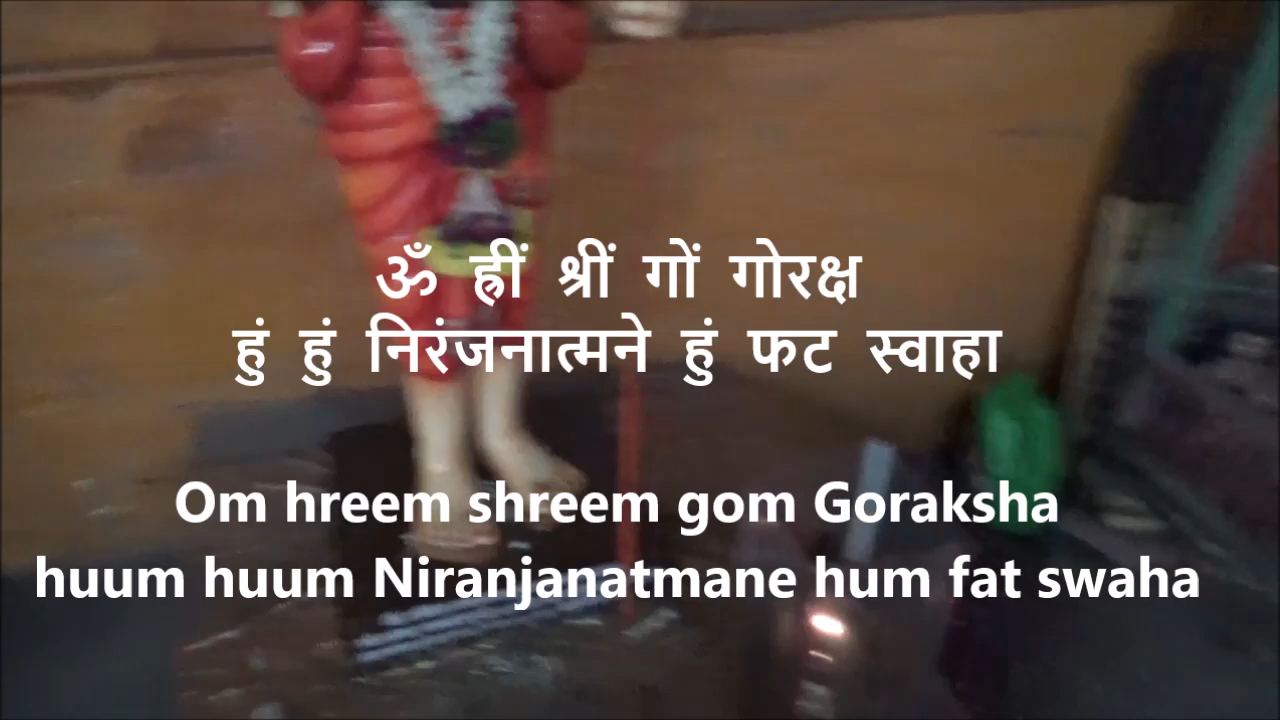 ॐ ह्रीं श्रीं गों गोरक्ष
हुं हुं निरंजनात्मने हुं फट स्वाहा
Om hreem shreem gom Goraksha
huum huum Niranjanatmane hum fat swaha